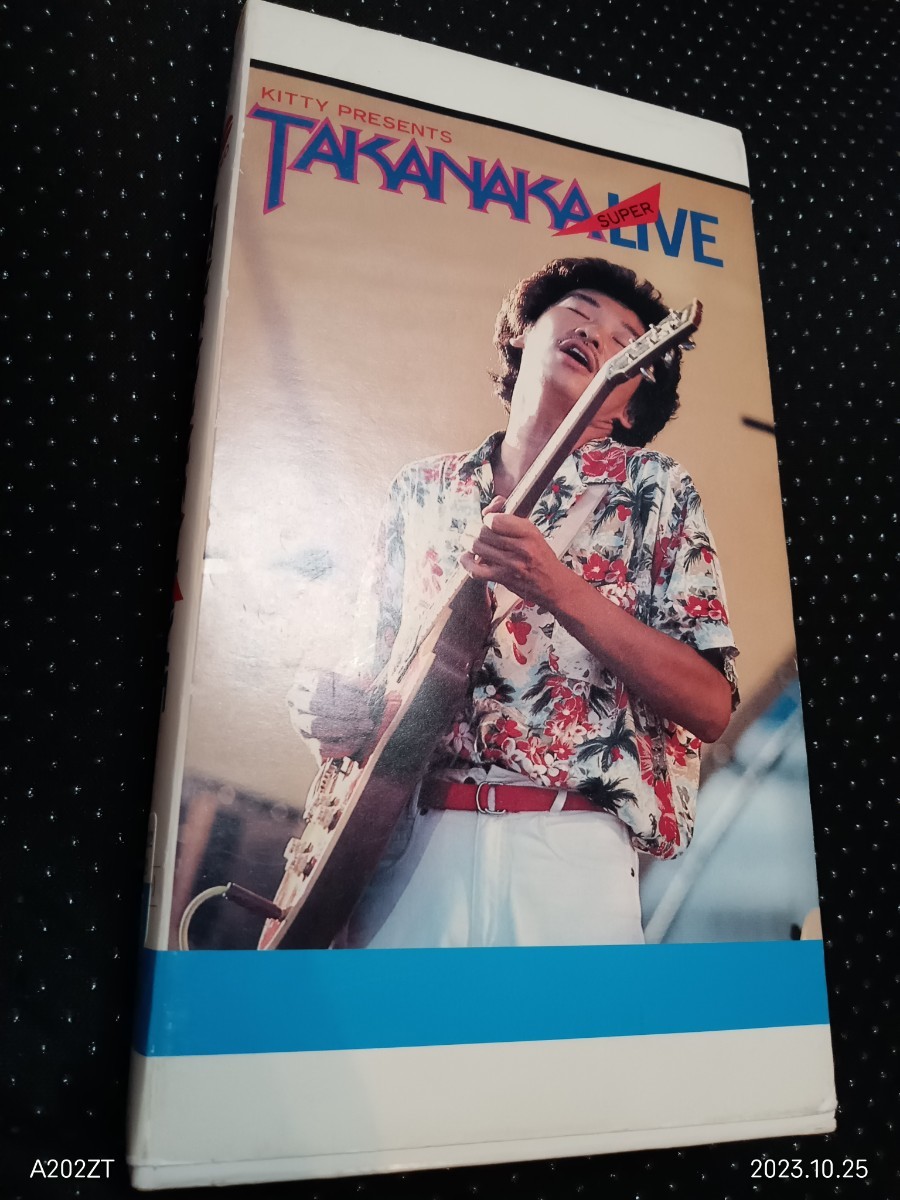 KITTY PRESENTS
TAKANAKA
SUPER
LIVE
A202ZT
2023.10.25